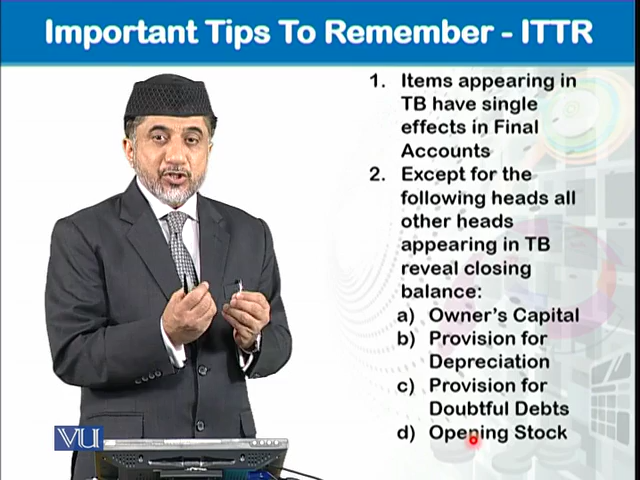 Important Tips To Remember - ITTR
1. Items appearing in
TB have single
effects in Final
Accounts
2. Except for the
following heads all
other heads
appearing in TB
reveal closing
balance:
a) Owner's Capital
b) Provision for
Depreciation
c) Provision for
Doubtful Debts
d) Opening Stock
VU